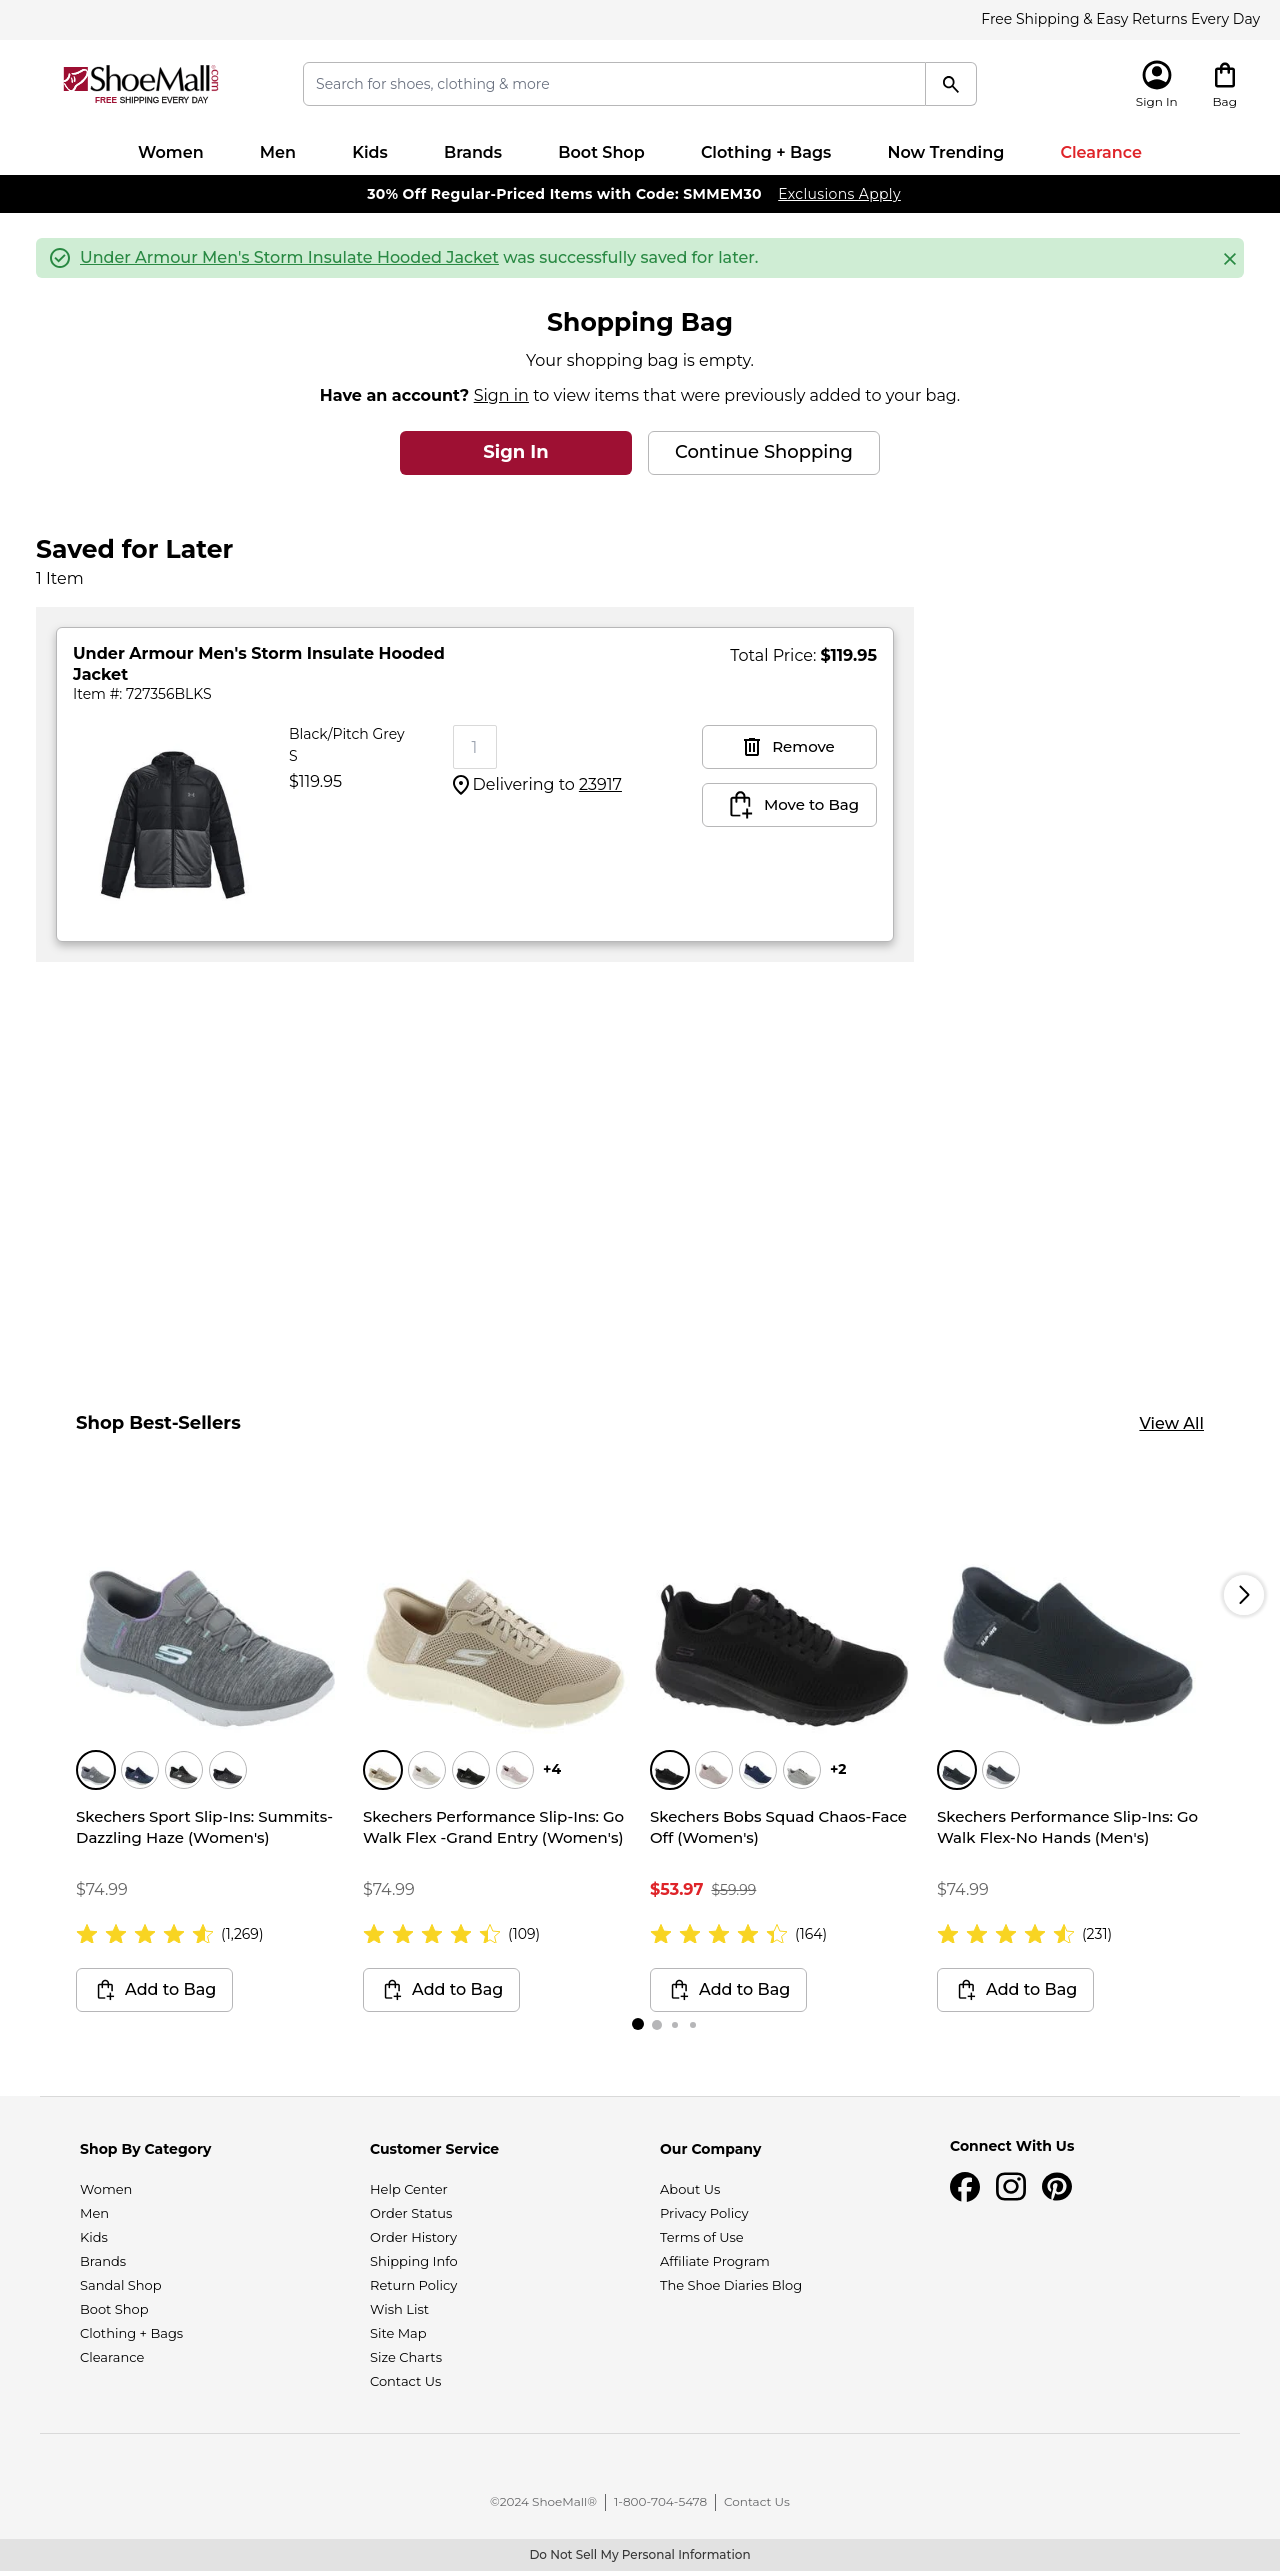 Free Shipping & Easy Returns Every Day
ShoeMall.com
FREE SHIPPING EVERY DAY
Search for shoes, clothing & more
Sign In
Bag
Women
Men
Kids
Brands
Boot Shop
Clothing + Bags
Now Trending
Clearance
30% Off Regular-Priced Items with Code: SMMEM30 Exclusions Apply
Under Armour Men's Storm Insulate Hooded Jacket was successfully saved for later.
Shopping Bag
Your shopping bag is empty.
Have an account? Sign in to view items that were previously added to your bag.
Sign In
Continue Shopping
Saved for Later
1 Item
Under Armour Men's Storm Insulate Hooded
Jacket
Item #: 727356BLKS
Total Price: $119.95
Black/Pitch Grey
S
$119.95
1
Delivering to 23917
Remove
Move to Bag
Shop Best-Sellers
View All
+4
+2
Skechers Sport Slip-Ins: Summits-
Dazzling Haze (Women's)
$74.99
(1,269)
Add to Bag
Skechers Performance Slip-Ins: Go
Walk Flex -Grand Entry (Women's)
$74.99
(109)
Add to Bag
Skechers Bobs Squad Chaos-Face
Off (Women's)
$53.97 $59.99
(164)
Add to Bag
Skechers Performance Slip-Ins: Go
Walk Flex-No Hands (Men's)
$74.99
(231)
Add to Bag
Shop By Category
Women
Men
Kids
Brands
Sandal Shop
Boot Shop
Clothing + Bags
Clearance
Customer Service
Help Center
Order Status
Order History
Shipping Info
Return Policy
Wish List
Site Map
Size Charts
Contact Us
Our Company
About Us
Privacy Policy
Terms of Use
Affiliate Program
The Shoe Diaries Blog
Connect With Us
©2024 ShoeMall® | 1-800-704-5478 | Contact Us
Do Not Sell My Personal Information